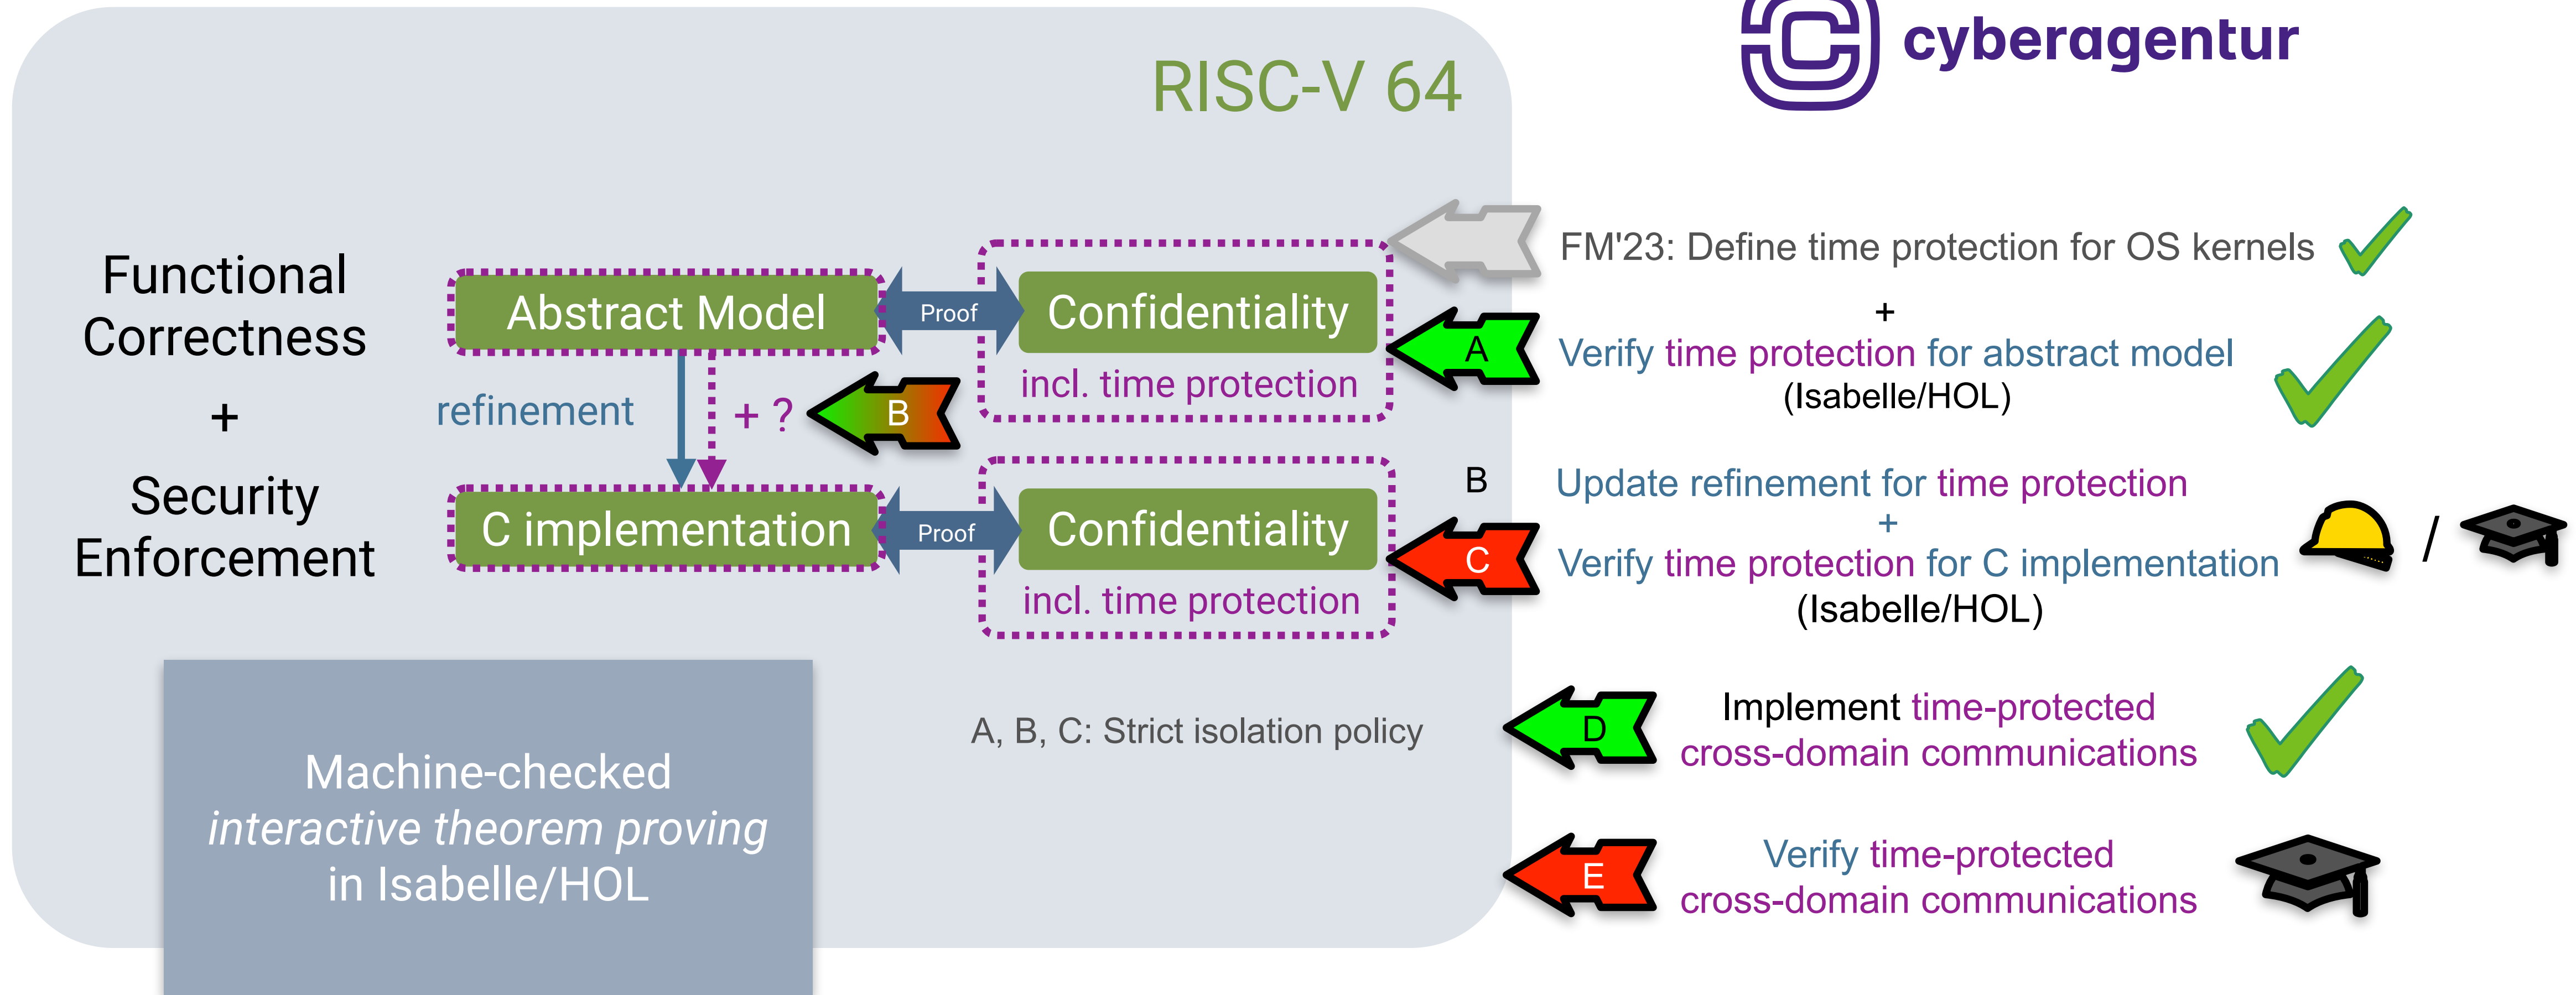 cyberagentur
RISC-V 64
Functional
Correctness
+
Security
Enforcement
Abstract Model
Proof
Confidentiality
incl. time protection
refinement
+ ?
B
C implementation
Proof
Confidentiality
incl. time protection
FM'23: Define time protection for OS kernels
+
A
Verify time protection for abstract model
(Isabelle/HOL)
B
Update refinement for time protection
+
C
Verify time protection for C implementation
(Isabelle/HOL)
/
A, B, C: Strict isolation policy
D
Implement time-protected
cross-domain communications
E
Verify time-protected
cross-domain communications
Machine-checked
interactive theorem proving
in Isabelle/HOL